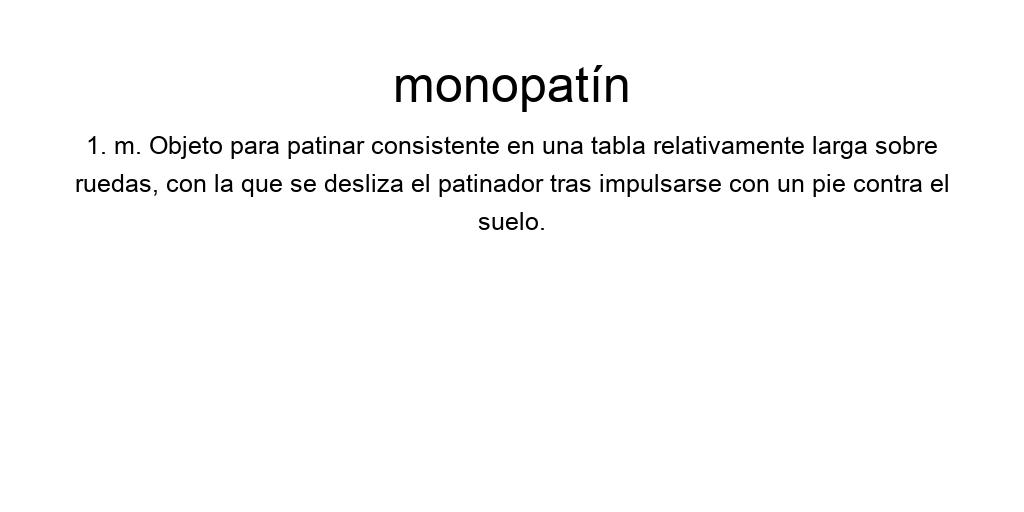 monopatín
1. m. Objeto para patinar consistente en una tabla relativamente larga sobre
ruedas, con la que se desliza el patinador tras impulsarse con un pie contra el
suelo.